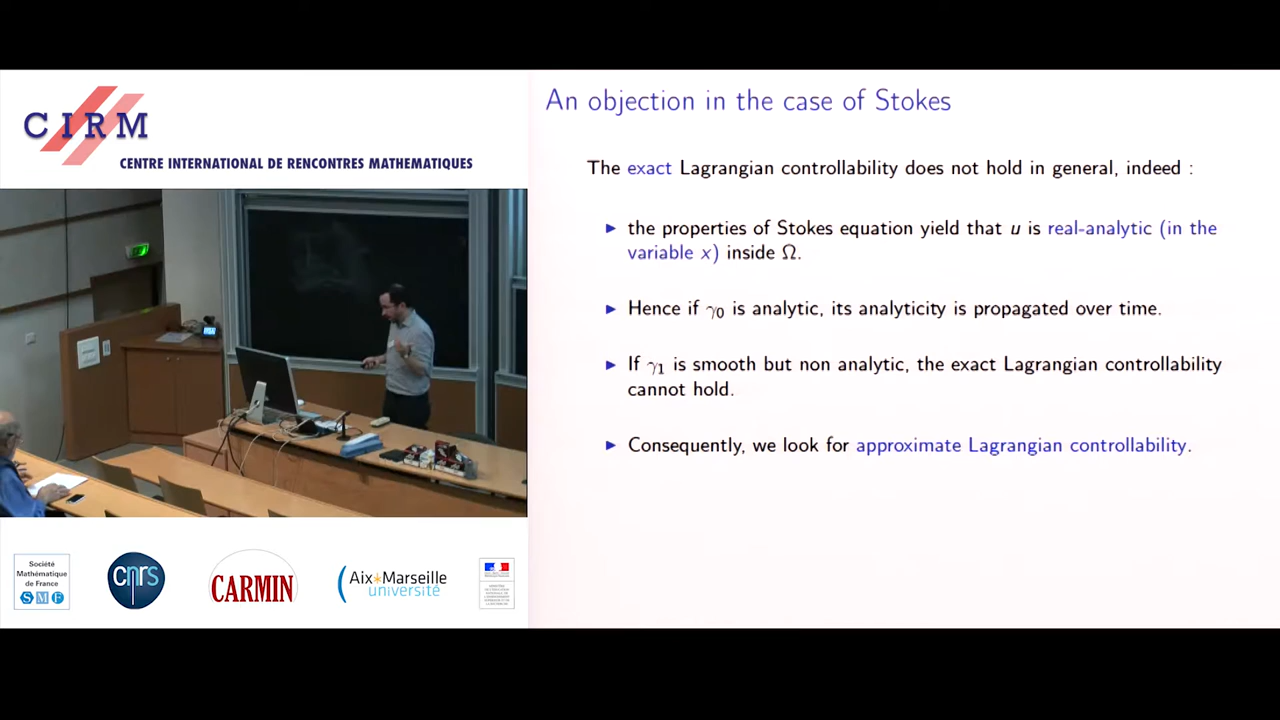 CIRM
CENTRE INTERNATIONAL DE RENCONTRES MATHEMATIQUES
An objection in the case of Stokes
The exact Lagrangian controllability does not hold in general, indeed :
▶ the properties of Stokes equation yield that u is real-analytic (in the
variable x) inside Ω.
▶ Hence if γ₀ is analytic, its analyticity is propagated over time.
▶ If γ₁ is smooth but non analytic, the exact Lagrangian controllability
cannot hold.
▶ Consequently, we look for approximate Lagrangian controllability.
Société
Mathématique
de France
SMF
cnrs
CARMIN
Aix*Marseille
université